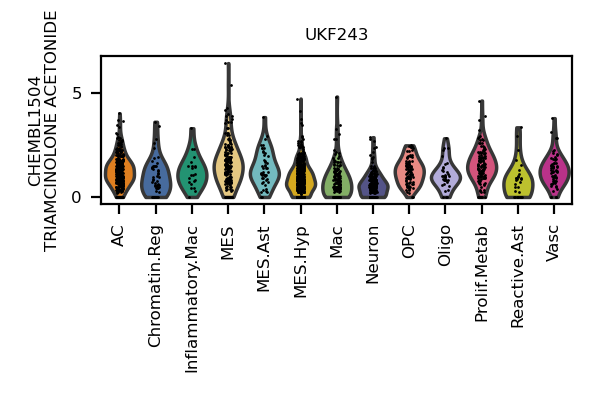 UKF243
CHEMBL1504
TRIAMCINOLONE ACETONIDE
5
0
AC
Chromatin.Reg
Inflammatory.Mac
MES
MES.Ast
MES.Hyp
Mac
Neuron
OPC
Oligo
Prolif.Metab
Reactive.Ast
Vasc